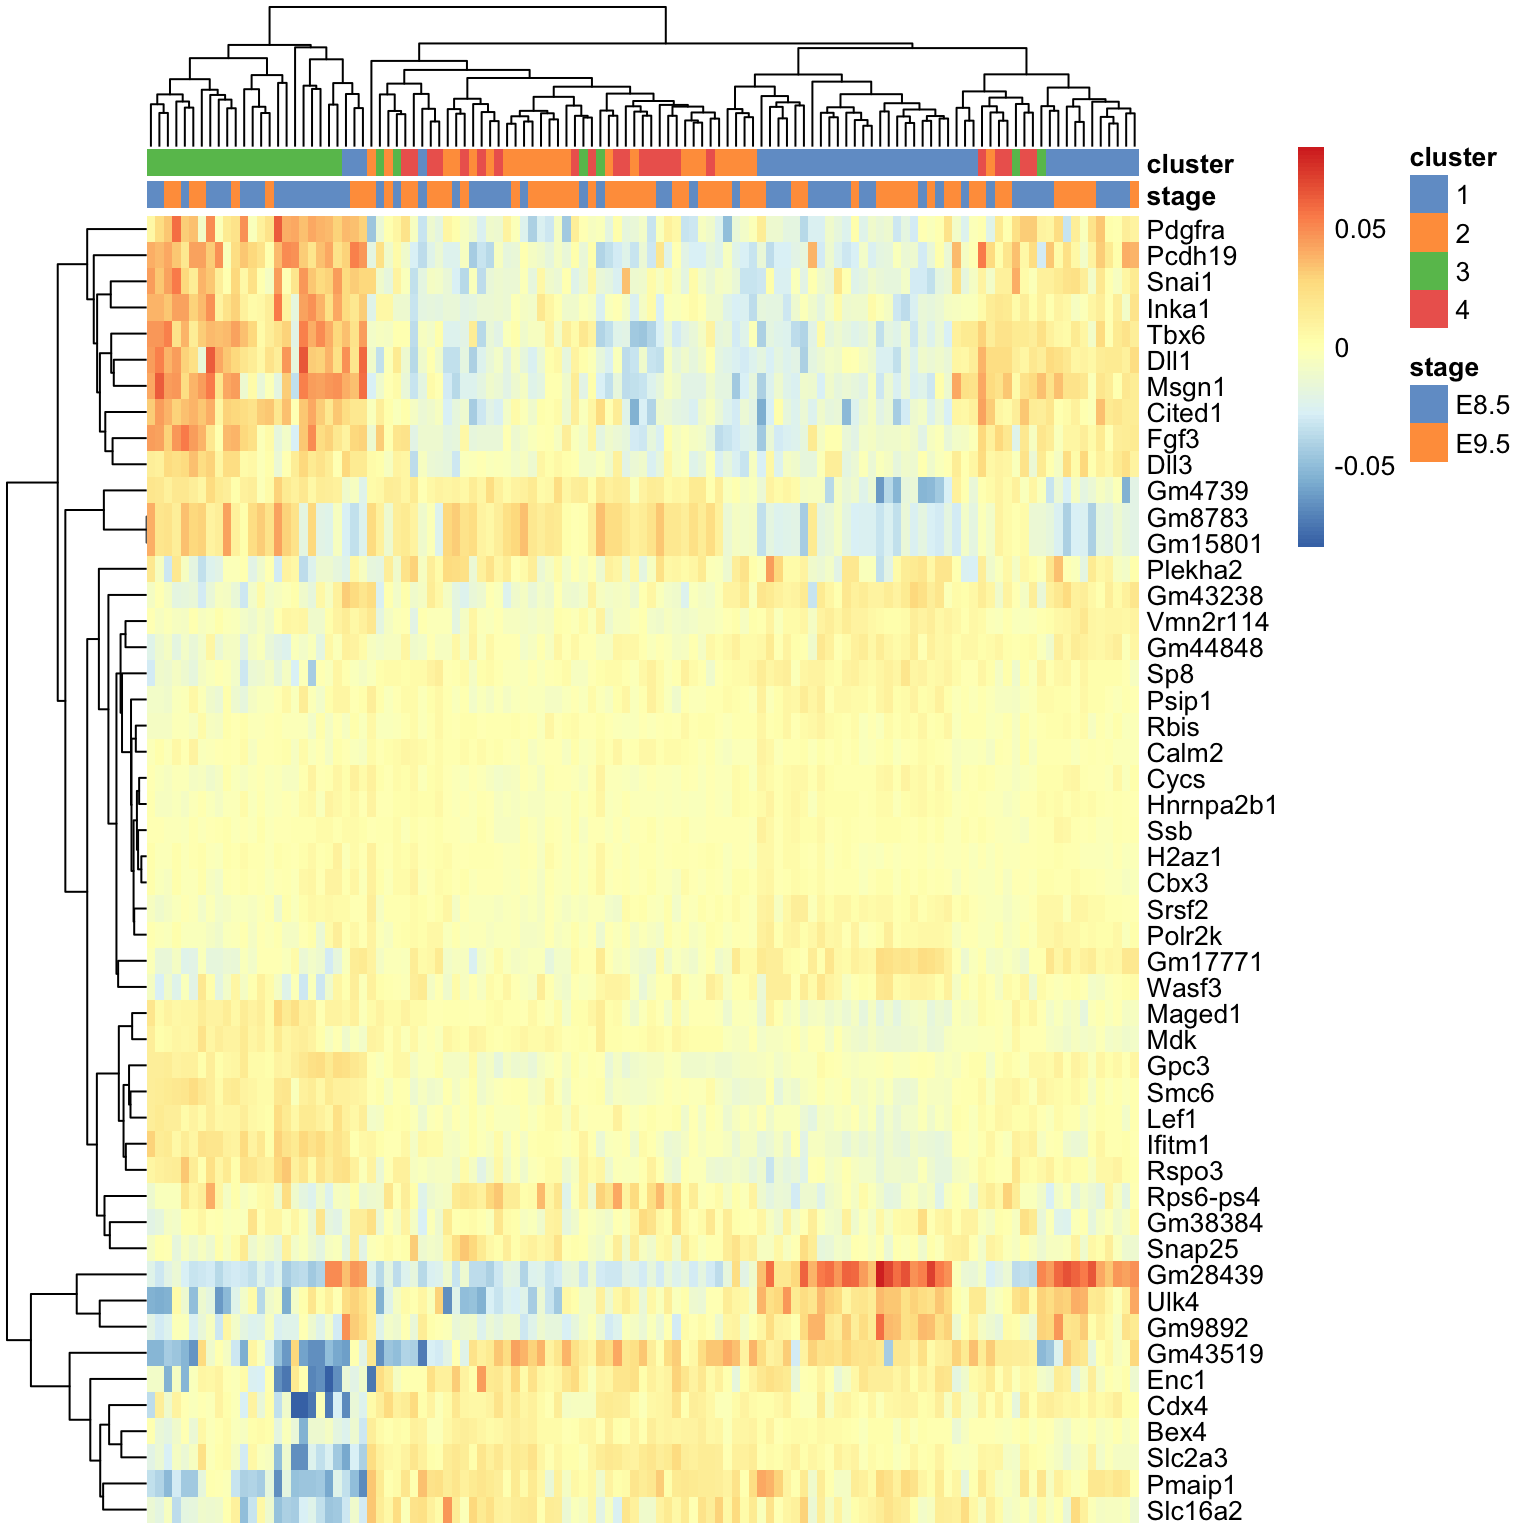 cluster
stage
Pdgfra
Pcdh19
Snai1
Inka1
Tbx6
Dll1
Msgn1
Cited1
Fgf3
Dll3
Gm4739
Gm8783
Gm15801
Plekha2
Gm43238
Vmn2r114
Gm44848
Sp8
Psip1
Rbis
Calm2
Cycs
Hnrnpa2b1
Ssb
H2az1
Cbx3
Srsf2
Polr2k
Gm17771
Wasf3
Maged1
Mdk
Gpc3
Smc6
Lef1
Ifitm1
Rspo3
Rps6-ps4
Gm38384
Snap25
Gm28439
Ulk4
Gm9892
Gm43519
Enc1
Cdx4
Bex4
Slc2a3
Pmaip1
Slc16a2
0.05
0
-0.05
cluster
1
2
3
4
stage
E8.5
E9.5